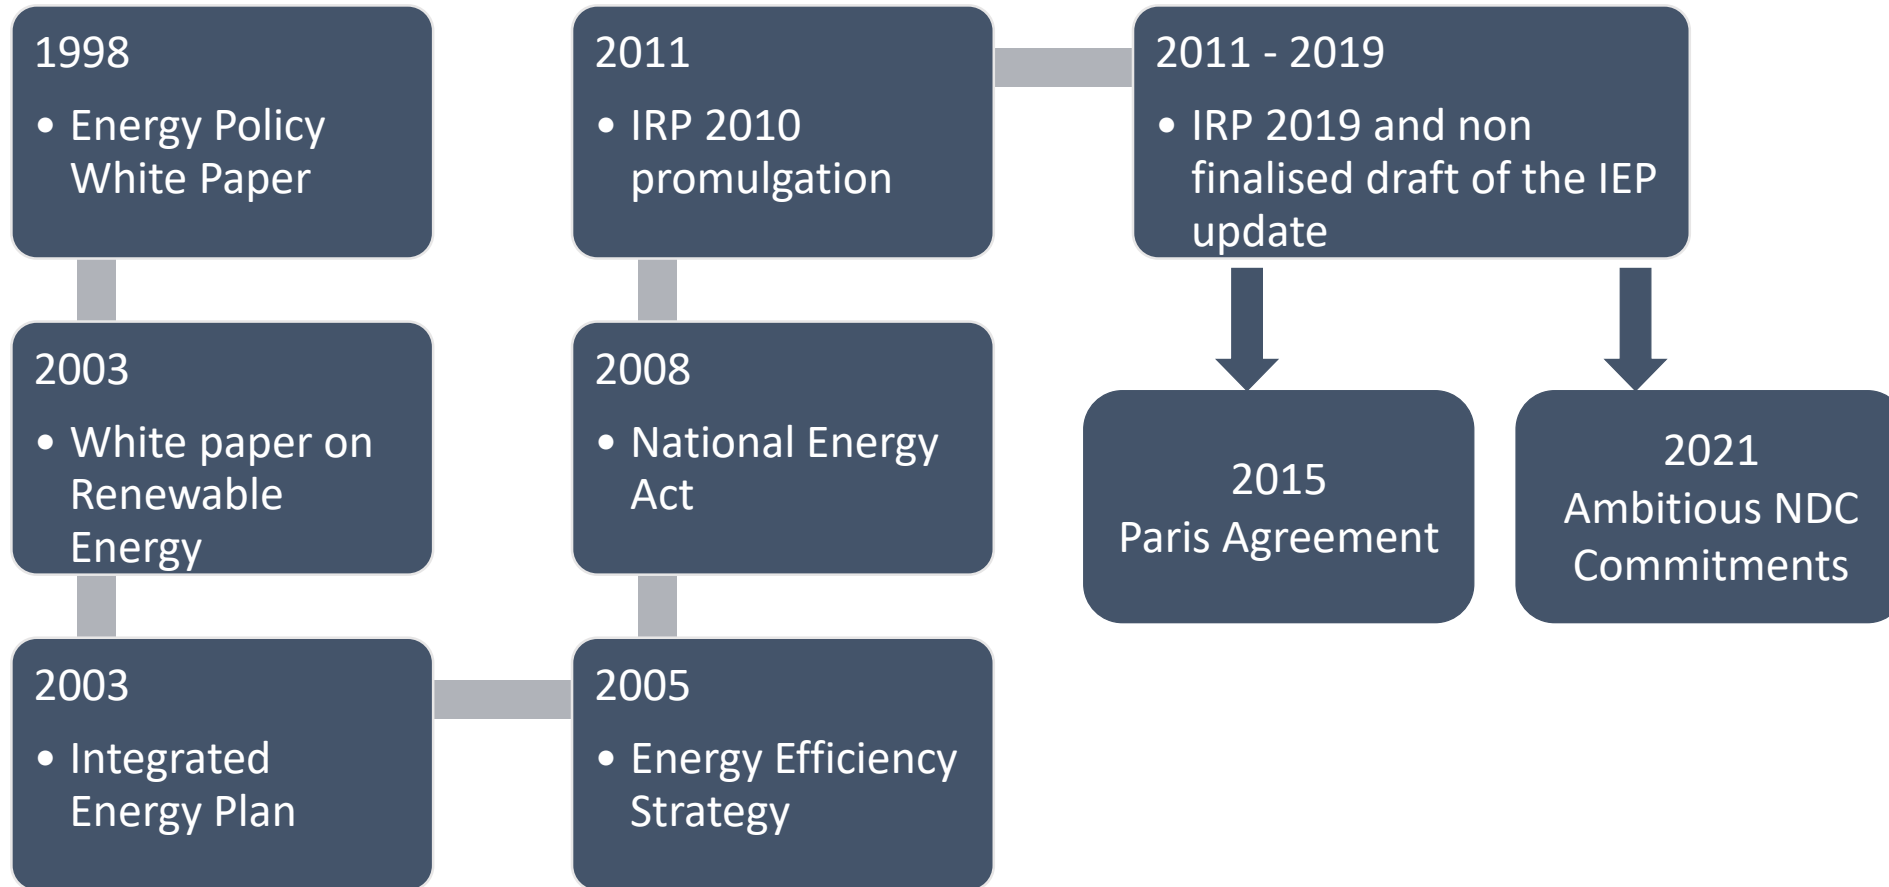 1998
• Energy Policy
White Paper
2003
• White paper on
Renewable
Energy
2003
• Integrated
Energy Plan
2005
• Energy Efficiency
Strategy
2008
• National Energy
Act
2011
• IRP 2010
promulgation
2011 - 2019
• IRP 2019 and non
finalised draft of the IEP
update
2015
Paris Agreement
2021
Ambitious NDC
Commitments